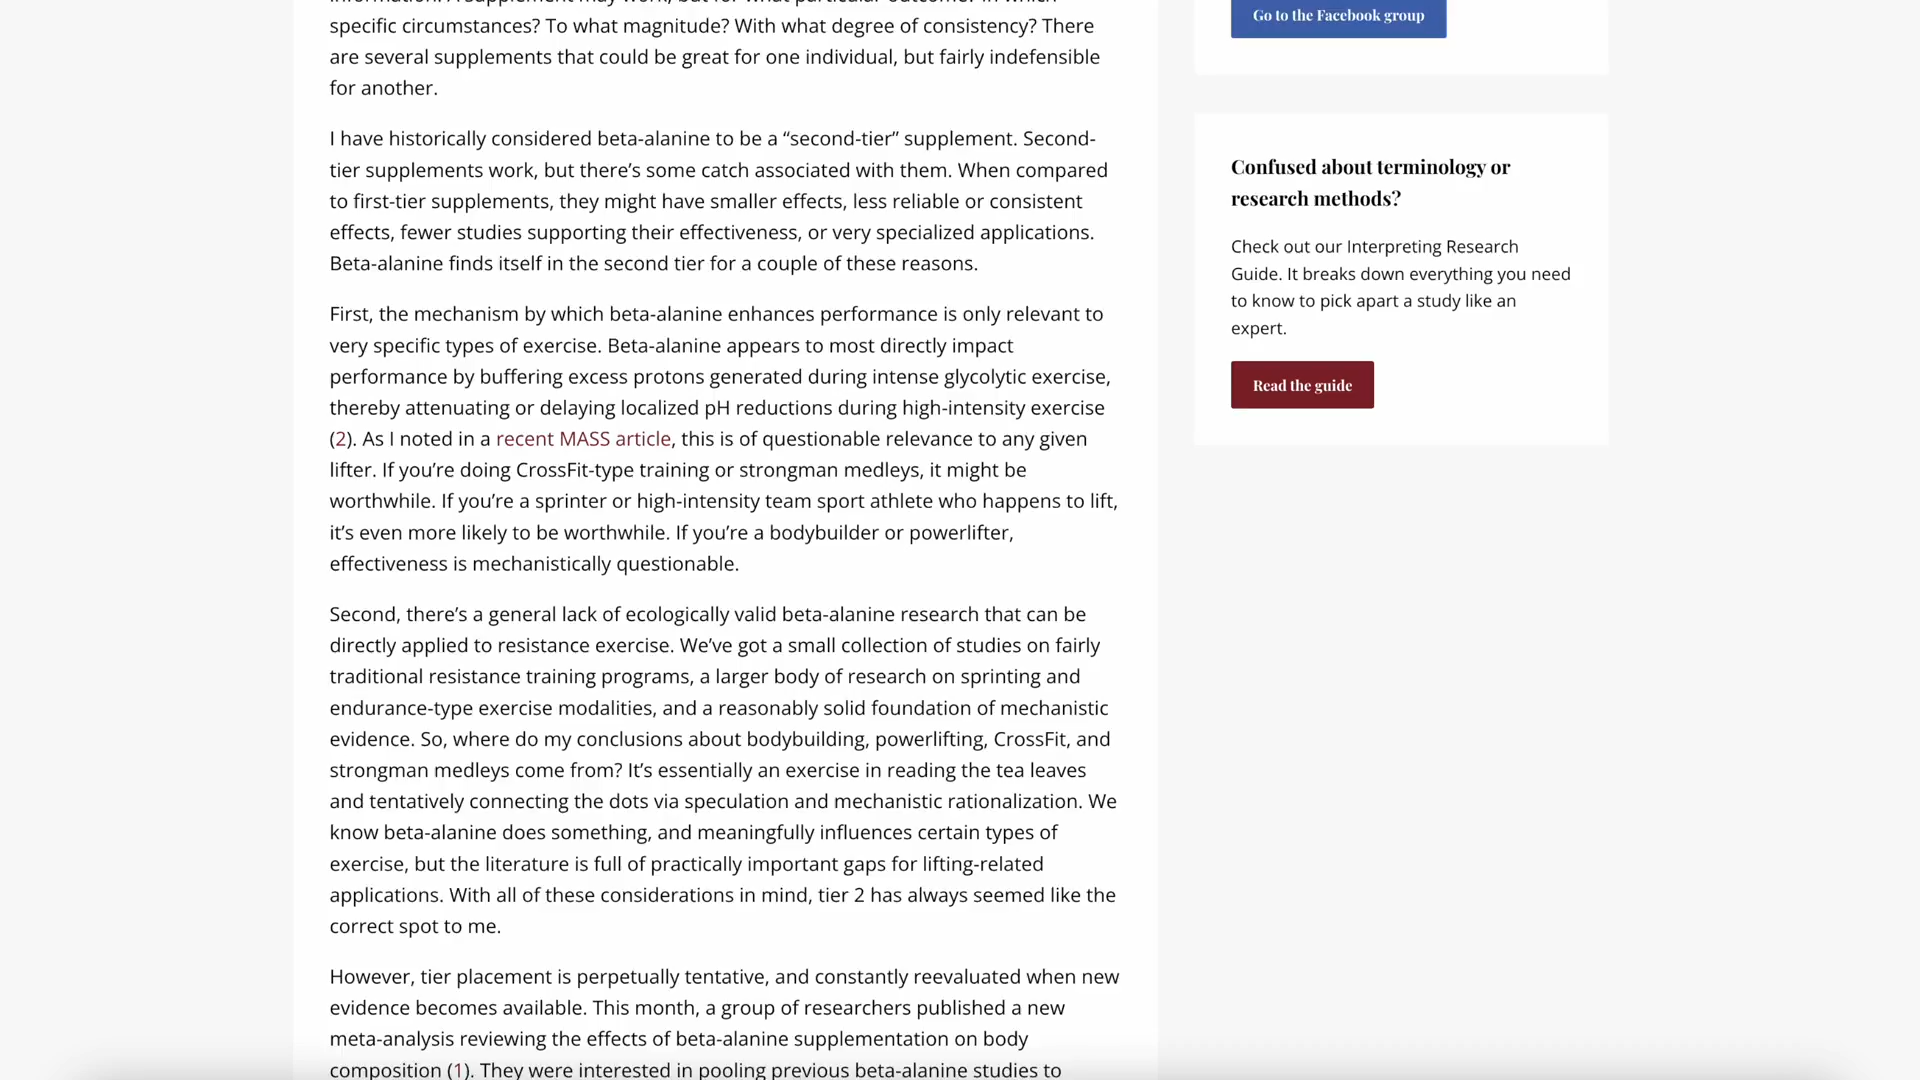 specific circumstances? To what magnitude? With what degree of consistency? There
are several supplements that could be great for one individual, but fairly indefensible
for another.
I have historically considered beta-alanine to be a “second-tier” supplement. Second-
tier supplements work, but there’s some catch associated with them. When compared
to first-tier supplements, they might have smaller effects, less reliable or consistent
effects, fewer studies supporting their effectiveness, or very specialized applications.
Beta-alanine finds itself in the second tier for a couple of these reasons.
First, the mechanism by which beta-alanine enhances performance is only relevant to
very specific types of exercise. Beta-alanine appears to most directly impact
performance by buffering excess protons generated during intense glycolytic exercise,
thereby attenuating or delaying localized pH reductions during high-intensity exercise
(2). As I noted in a recent MASS article, this is of questionable relevance to any given
lifter. If you’re doing CrossFit-type training or strongman medleys, it might be
worthwhile. If you’re a sprinter or high-intensity team sport athlete who happens to lift,
it’s even more likely to be worthwhile. If you’re a bodybuilder or powerlifter,
effectiveness is mechanistically questionable.
Second, there’s a general lack of ecologically valid beta-alanine research that can be
directly applied to resistance exercise. We’ve got a small collection of studies on fairly
traditional resistance training programs, a larger body of research on sprinting and
endurance-type exercise modalities, and a reasonably solid foundation of mechanistic
evidence. So, where do my conclusions about bodybuilding, powerlifting, CrossFit, and
strongman medleys come from? It’s essentially an exercise in reading the tea leaves
and tentatively connecting the dots via speculation and mechanistic rationalization. We
know beta-alanine does something, and meaningfully influences certain types of
exercise, but the literature is full of practically important gaps for lifting-related
applications. With all of these considerations in mind, tier 2 has always seemed like the
correct spot to me.
However, tier placement is perpetually tentative, and constantly reevaluated when new
evidence becomes available. This month, a group of researchers published a new
meta-analysis reviewing the effects of beta-alanine supplementation on body
composition (1). They were interested in pooling previous beta-alanine studies to
Go to the Facebook group
Confused about terminology or
research methods?
Check out our Interpreting Research
Guide. It breaks down everything you need
to know to pick apart a study like an
expert.
Read the guide